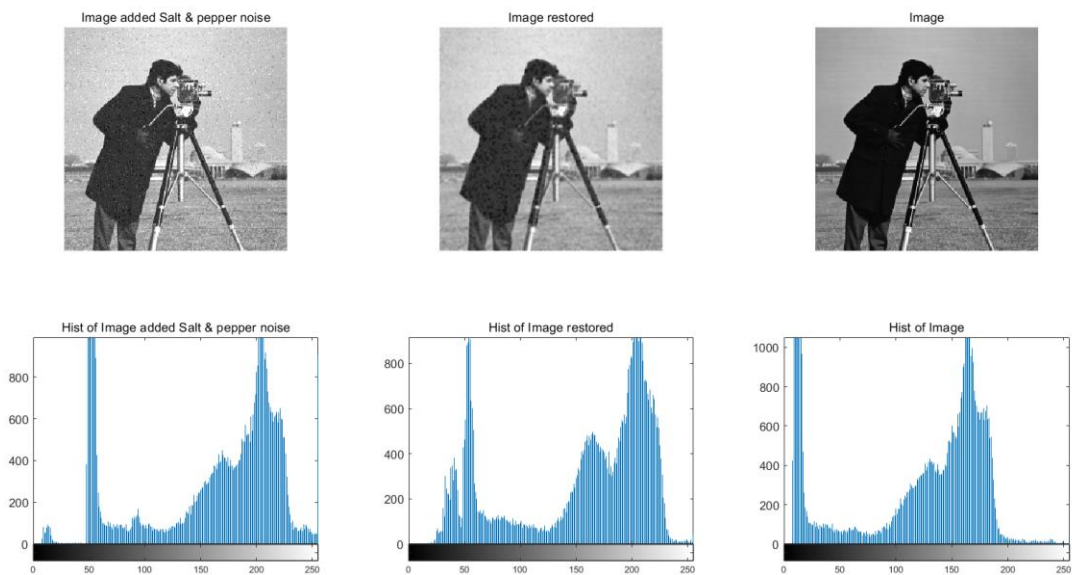 Image added Salt & pepper noise
Image restored
Image
Hist of Image added Salt & pepper noise
800
600
400
200
0
0 50 100 150 200 250
Hist of Image restored
800
600
400
200
0
0 50 100 150 200 250
Hist of Image
1000
800
600
400
200
0
0 50 100 150 200 250